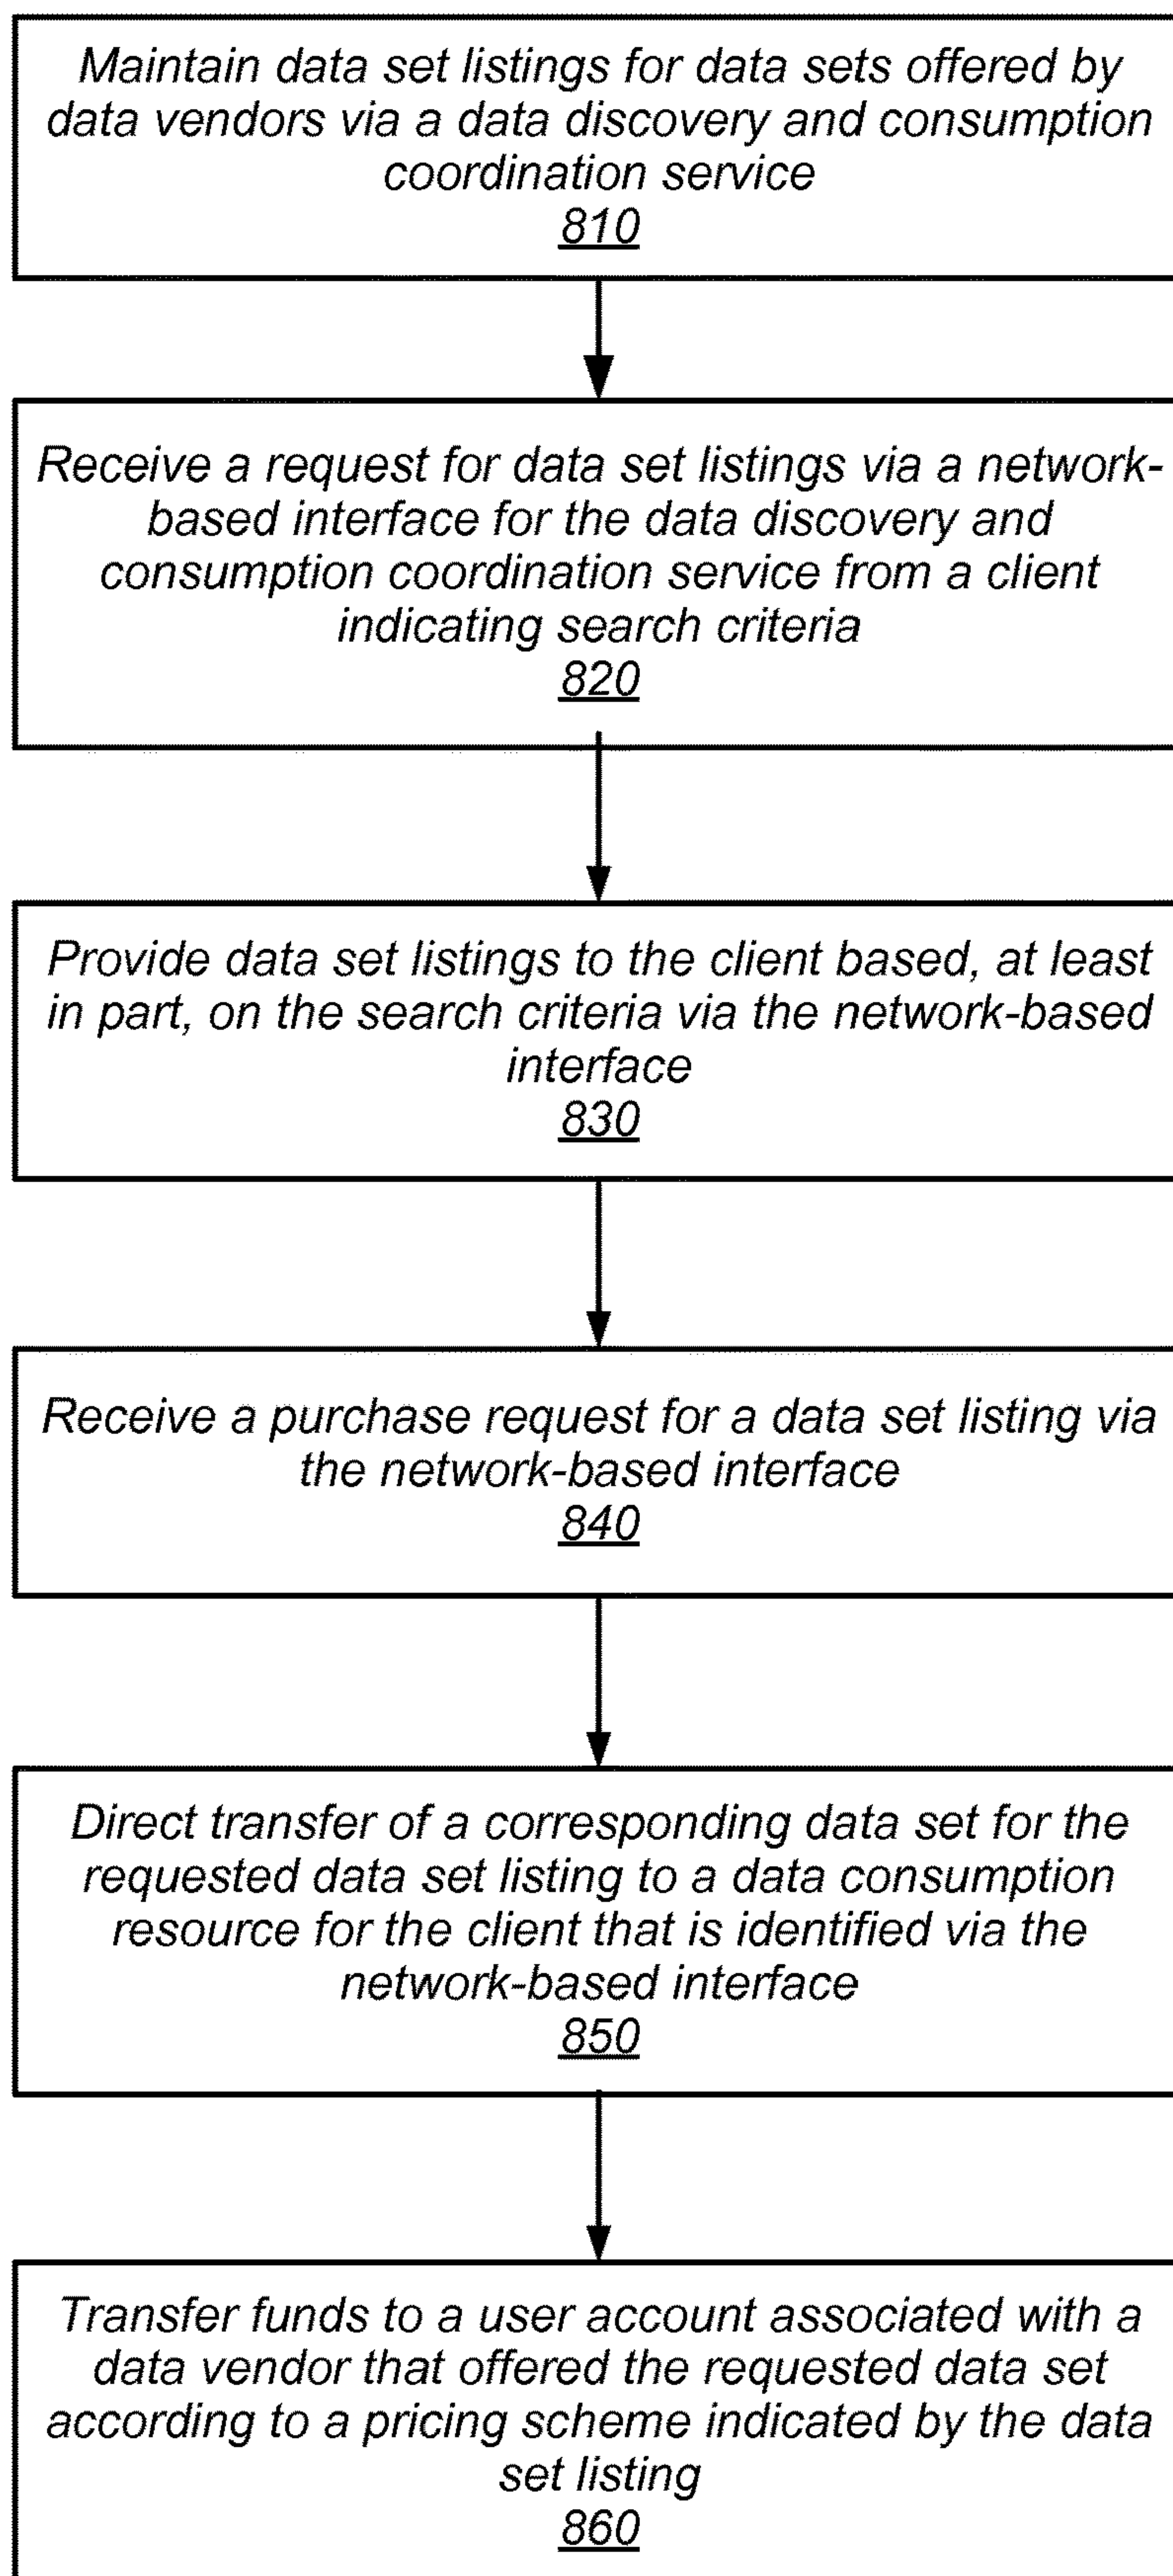 Maintain data set listings for data sets offered by
data vendors via a data discovery and consumption
coordination service
810
Receive a request for data set listings via a network-
based interface for the data discovery and
consumption coordination service from a client
indicating search criteria
820
Provide data set listings to the client based, at least
in part, on the search criteria via the network-based
interface
830
Receive a purchase request for a data set listing via
the network-based interface
840
Direct transfer of a corresponding data set for the
requested data set listing to a data consumption
resource for the client that is identified via the
network-based interface
850
Transfer funds to a user account associated with a
data vendor that offered the requested data set
according to a pricing scheme indicated by the data
set listing
860